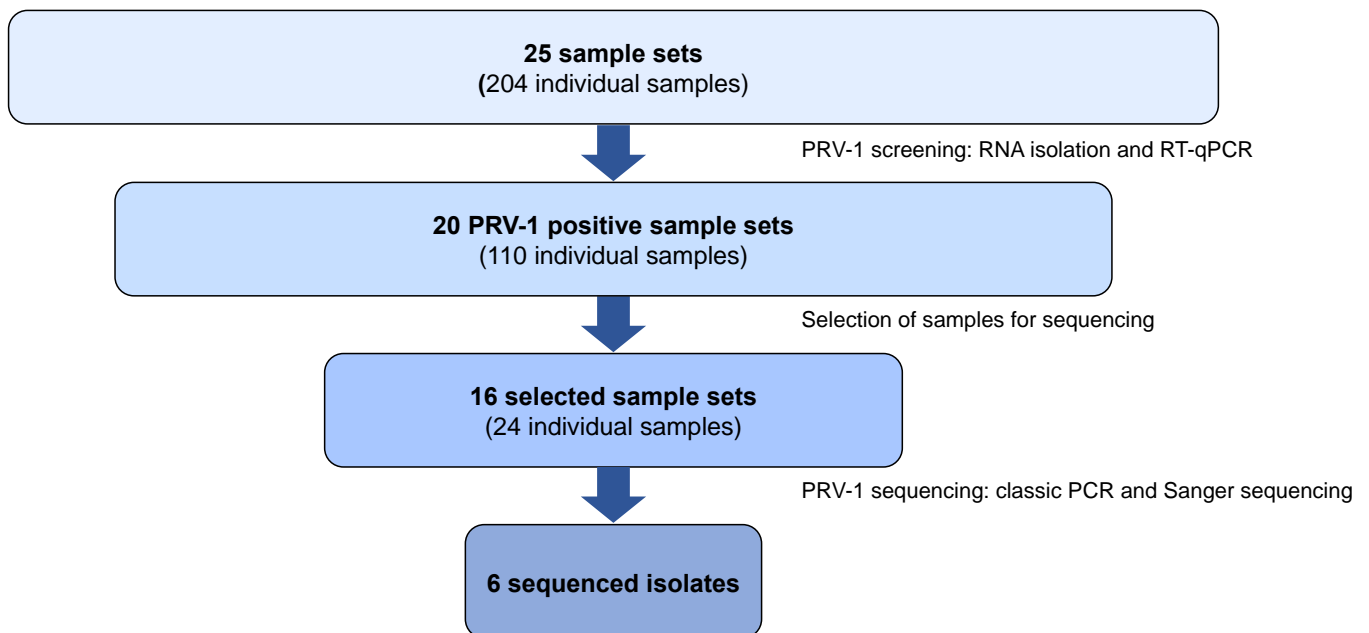 25 sample sets
(204 individual samples)
PRV-1 screening: RNA isolation and RT-qPCR
20 PRV-1 positive sample sets
(110 individual samples)
Selection of samples for sequencing
16 selected sample sets
(24 individual samples)
PRV-1 sequencing: classic PCR and Sanger sequencing
6 sequenced isolates